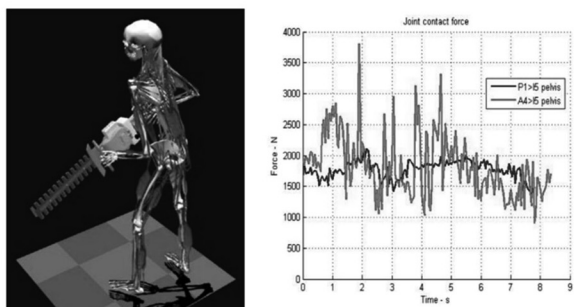 Joint contact force
4000
3500
3000
2500
2000
1500
1000
500
0
Force - N
P1>l5 pelvis
A4>l5 pelvis
0 1 2 3 4 5 6 7 8 9
Time - s